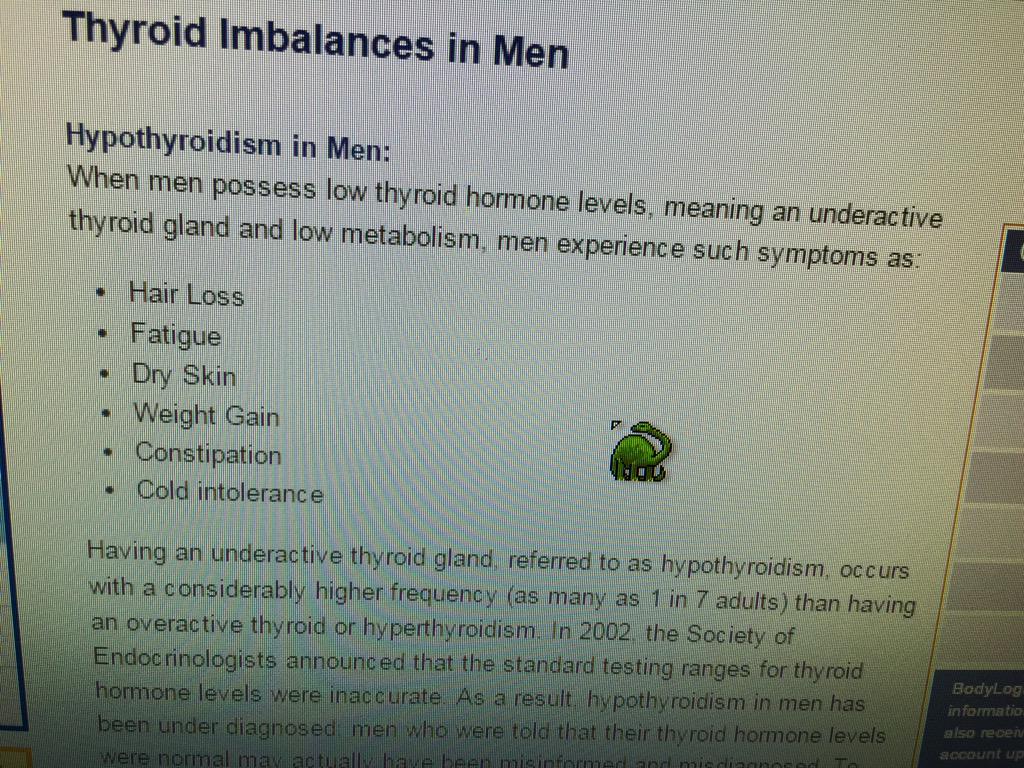 Thyroid Imbalances in Men
Hypothyroidism in Men:
When men possess low thyroid hormone levels, meaning an underactive
thyroid gland and low metabolism, men experience such symptoms as:
• Hair Loss
• Fatigue
• Dry Skin
• Weight Gain
• Constipation
• Cold intolerance
Having an underactive thyroid gland, referred to as hypothyroidism, occurs
with a considerably higher frequency (as many as 1 in 7 adults) than having
an overactive thyroid or hyperthyroidism. In 2002, the Society of
Endocrinologists announced that the standard testing ranges for thyroid
hormone levels were inaccurate. As a result, hypothyroidism in men has
been under diagnosed; men who were told that their thyroid hormone levels
were normal may actually have been misinformed and misdiagnosed. To
BodyLog
informatio
also receiv
account up